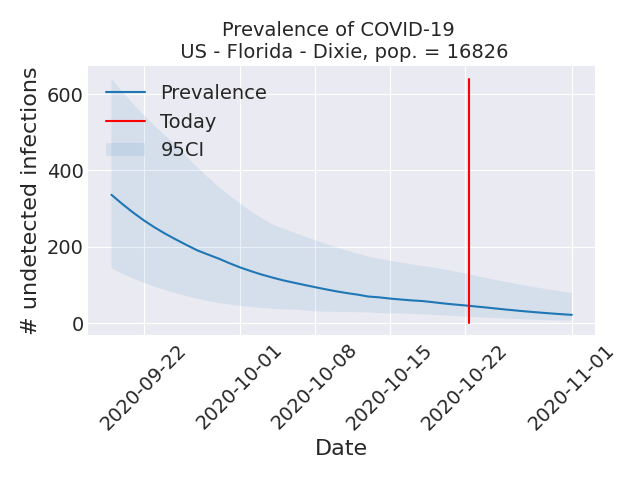 Prevalence of COVID-19
US - Florida - Dixie, pop. = 16826
# undetected infections
600
400
200
0
Prevalence
Today
95CI
2020-09-22
2020-10-01
2020-10-08
2020-10-15
2020-10-22
2020-11-01
Date